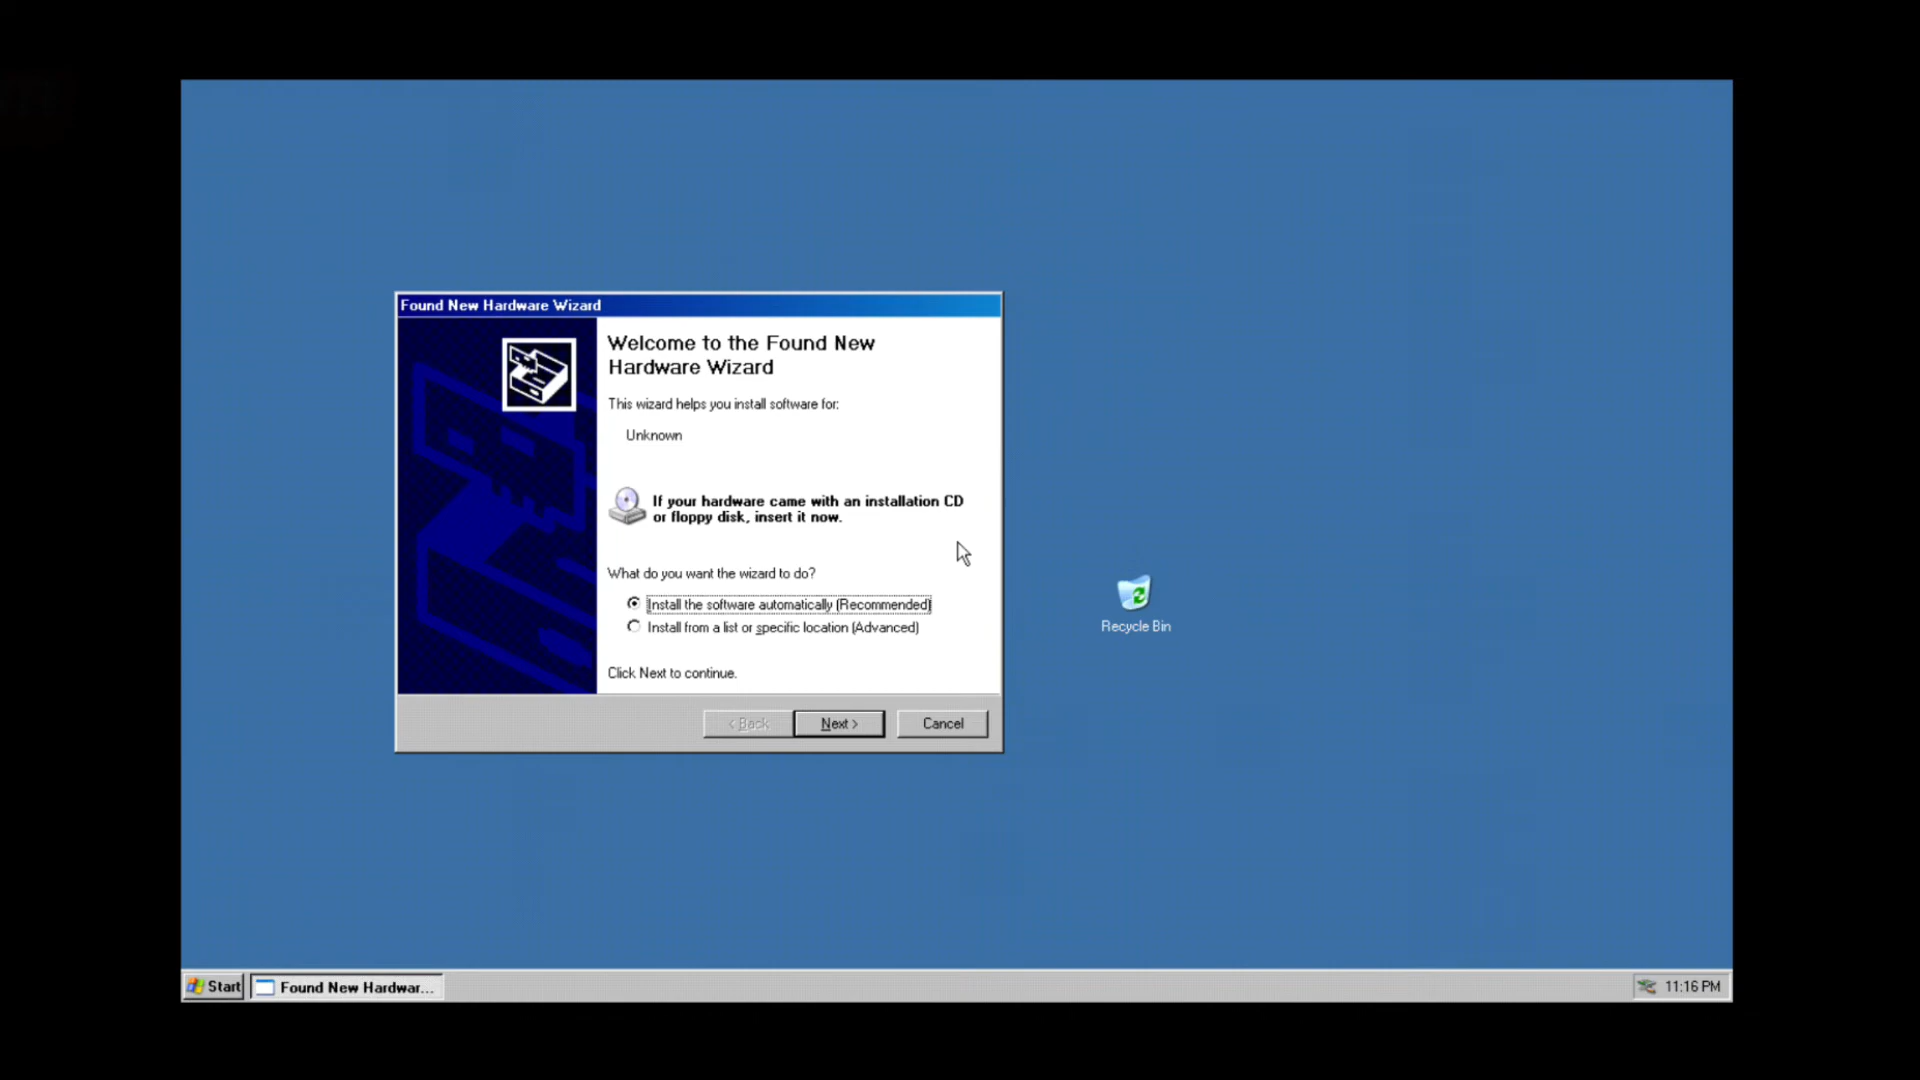 Found New Hardware Wizard
Welcome to the Found New
Hardware Wizard
This wizard helps you install software for:
Unknown
If your hardware came with an installation CD
or floppy disk, insert it now.
What do you want the wizard to do?
Install the software automatically (Recommended)
Install from a list or specific location (Advanced)
Click Next to continue.
< Back
Next >
Cancel
Recycle Bin
Start
Found New Hardwar...
11:16 PM